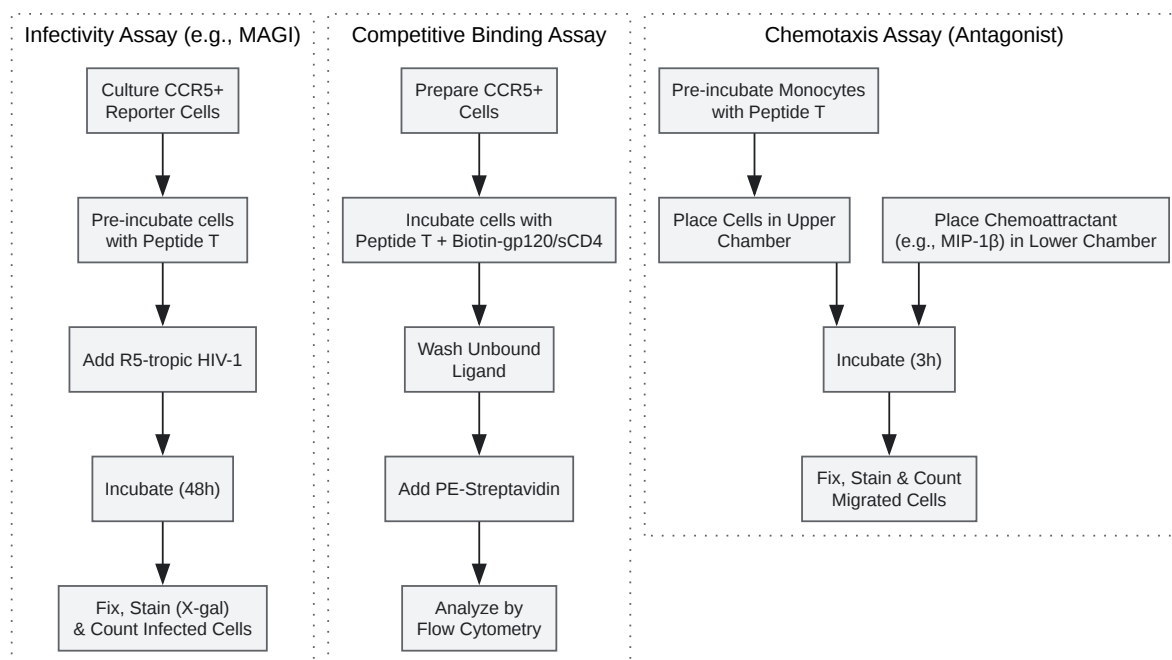 Infectivity Assay (e.g., MAGI)
Culture CCR5+
Reporter Cells
Pre-incubate cells
with Peptide T
Add R5-tropic HIV-1
Incubate (48h)
Fix, Stain (X-gal)
& Count Infected Cells
Competitive Binding Assay
Prepare CCR5+
Cells
Incubate cells with
Peptide T + Biotin-gp120/sCD4
Wash Unbound
Ligand
Add PE-Streptavidin
Analyze by
Flow Cytometry
Chemotaxis Assay (Antagonist)
Pre-incubate Monocytes
with Peptide T
Place Cells in Upper
Chamber
Place Chemoattractant
(e.g., MIP-1β) in Lower Chamber
Incubate (3h)
Fix, Stain & Count
Migrated Cells